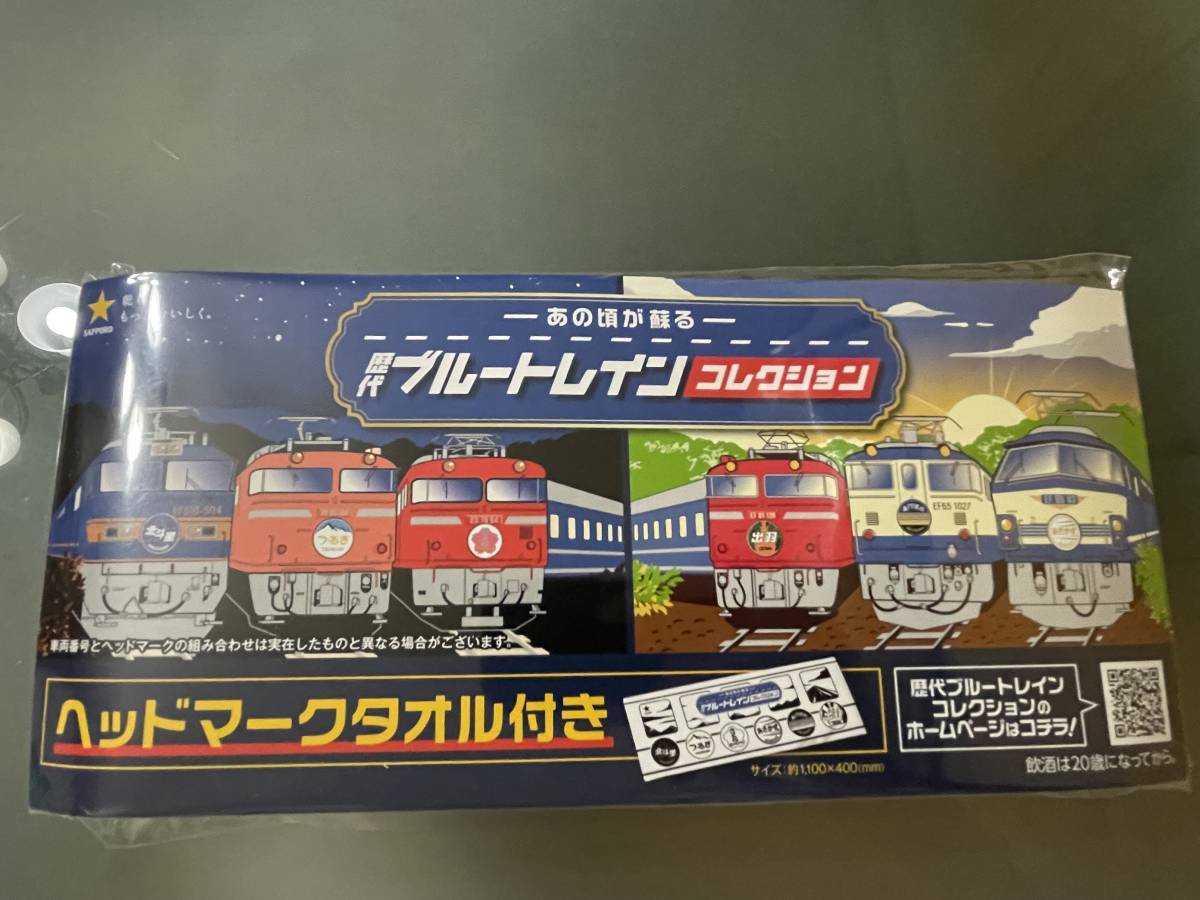 SAPPORO
いしく。
あの頃が蘇る
歴代ブルートレイン コレクション
北斗星
つるぎ
出羽
EF65 1027
車両番号とヘッドマークの組み合わせは実在したものと異なる場合がございます。
ヘッドマークタオル付き
サイズ:約1,100×400(mm)
歴代ブルートレイン
コレクションの
ホームページはコチラ!
飲酒は20歳になってから。